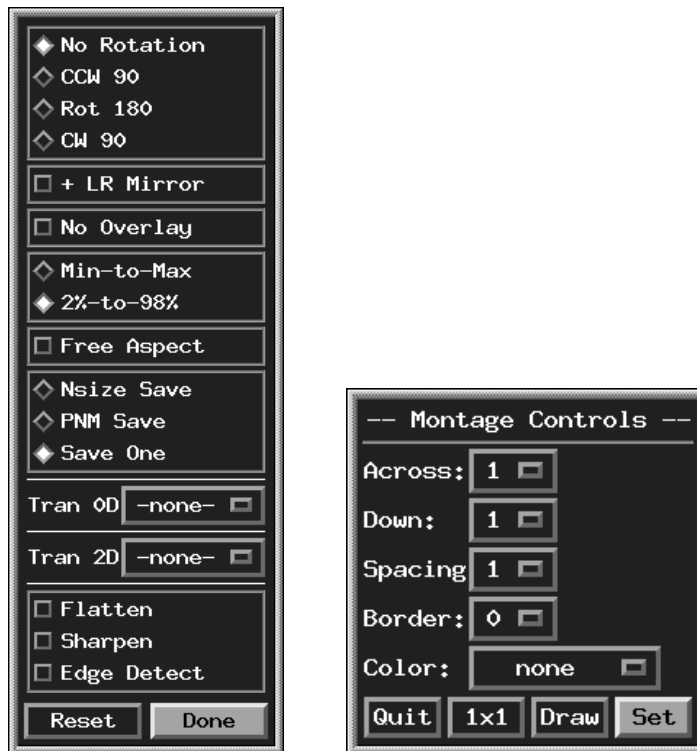 No Rotation
CCW 90
Rot 180
CW 90
+ LR Mirror
No Overlay
Min-to-Max
2%-to-98%
Free Aspect
Nsize Save
PNM Save
Save One
Tran 0D -none-
Tran 2D -none-
Flatten
Sharpen
Edge Detect
Reset Done
-- Montage Controls --
Across: 1
Down: 1
Spacing 1
Border: 0
Color: none
Quit 1x1 Draw Set